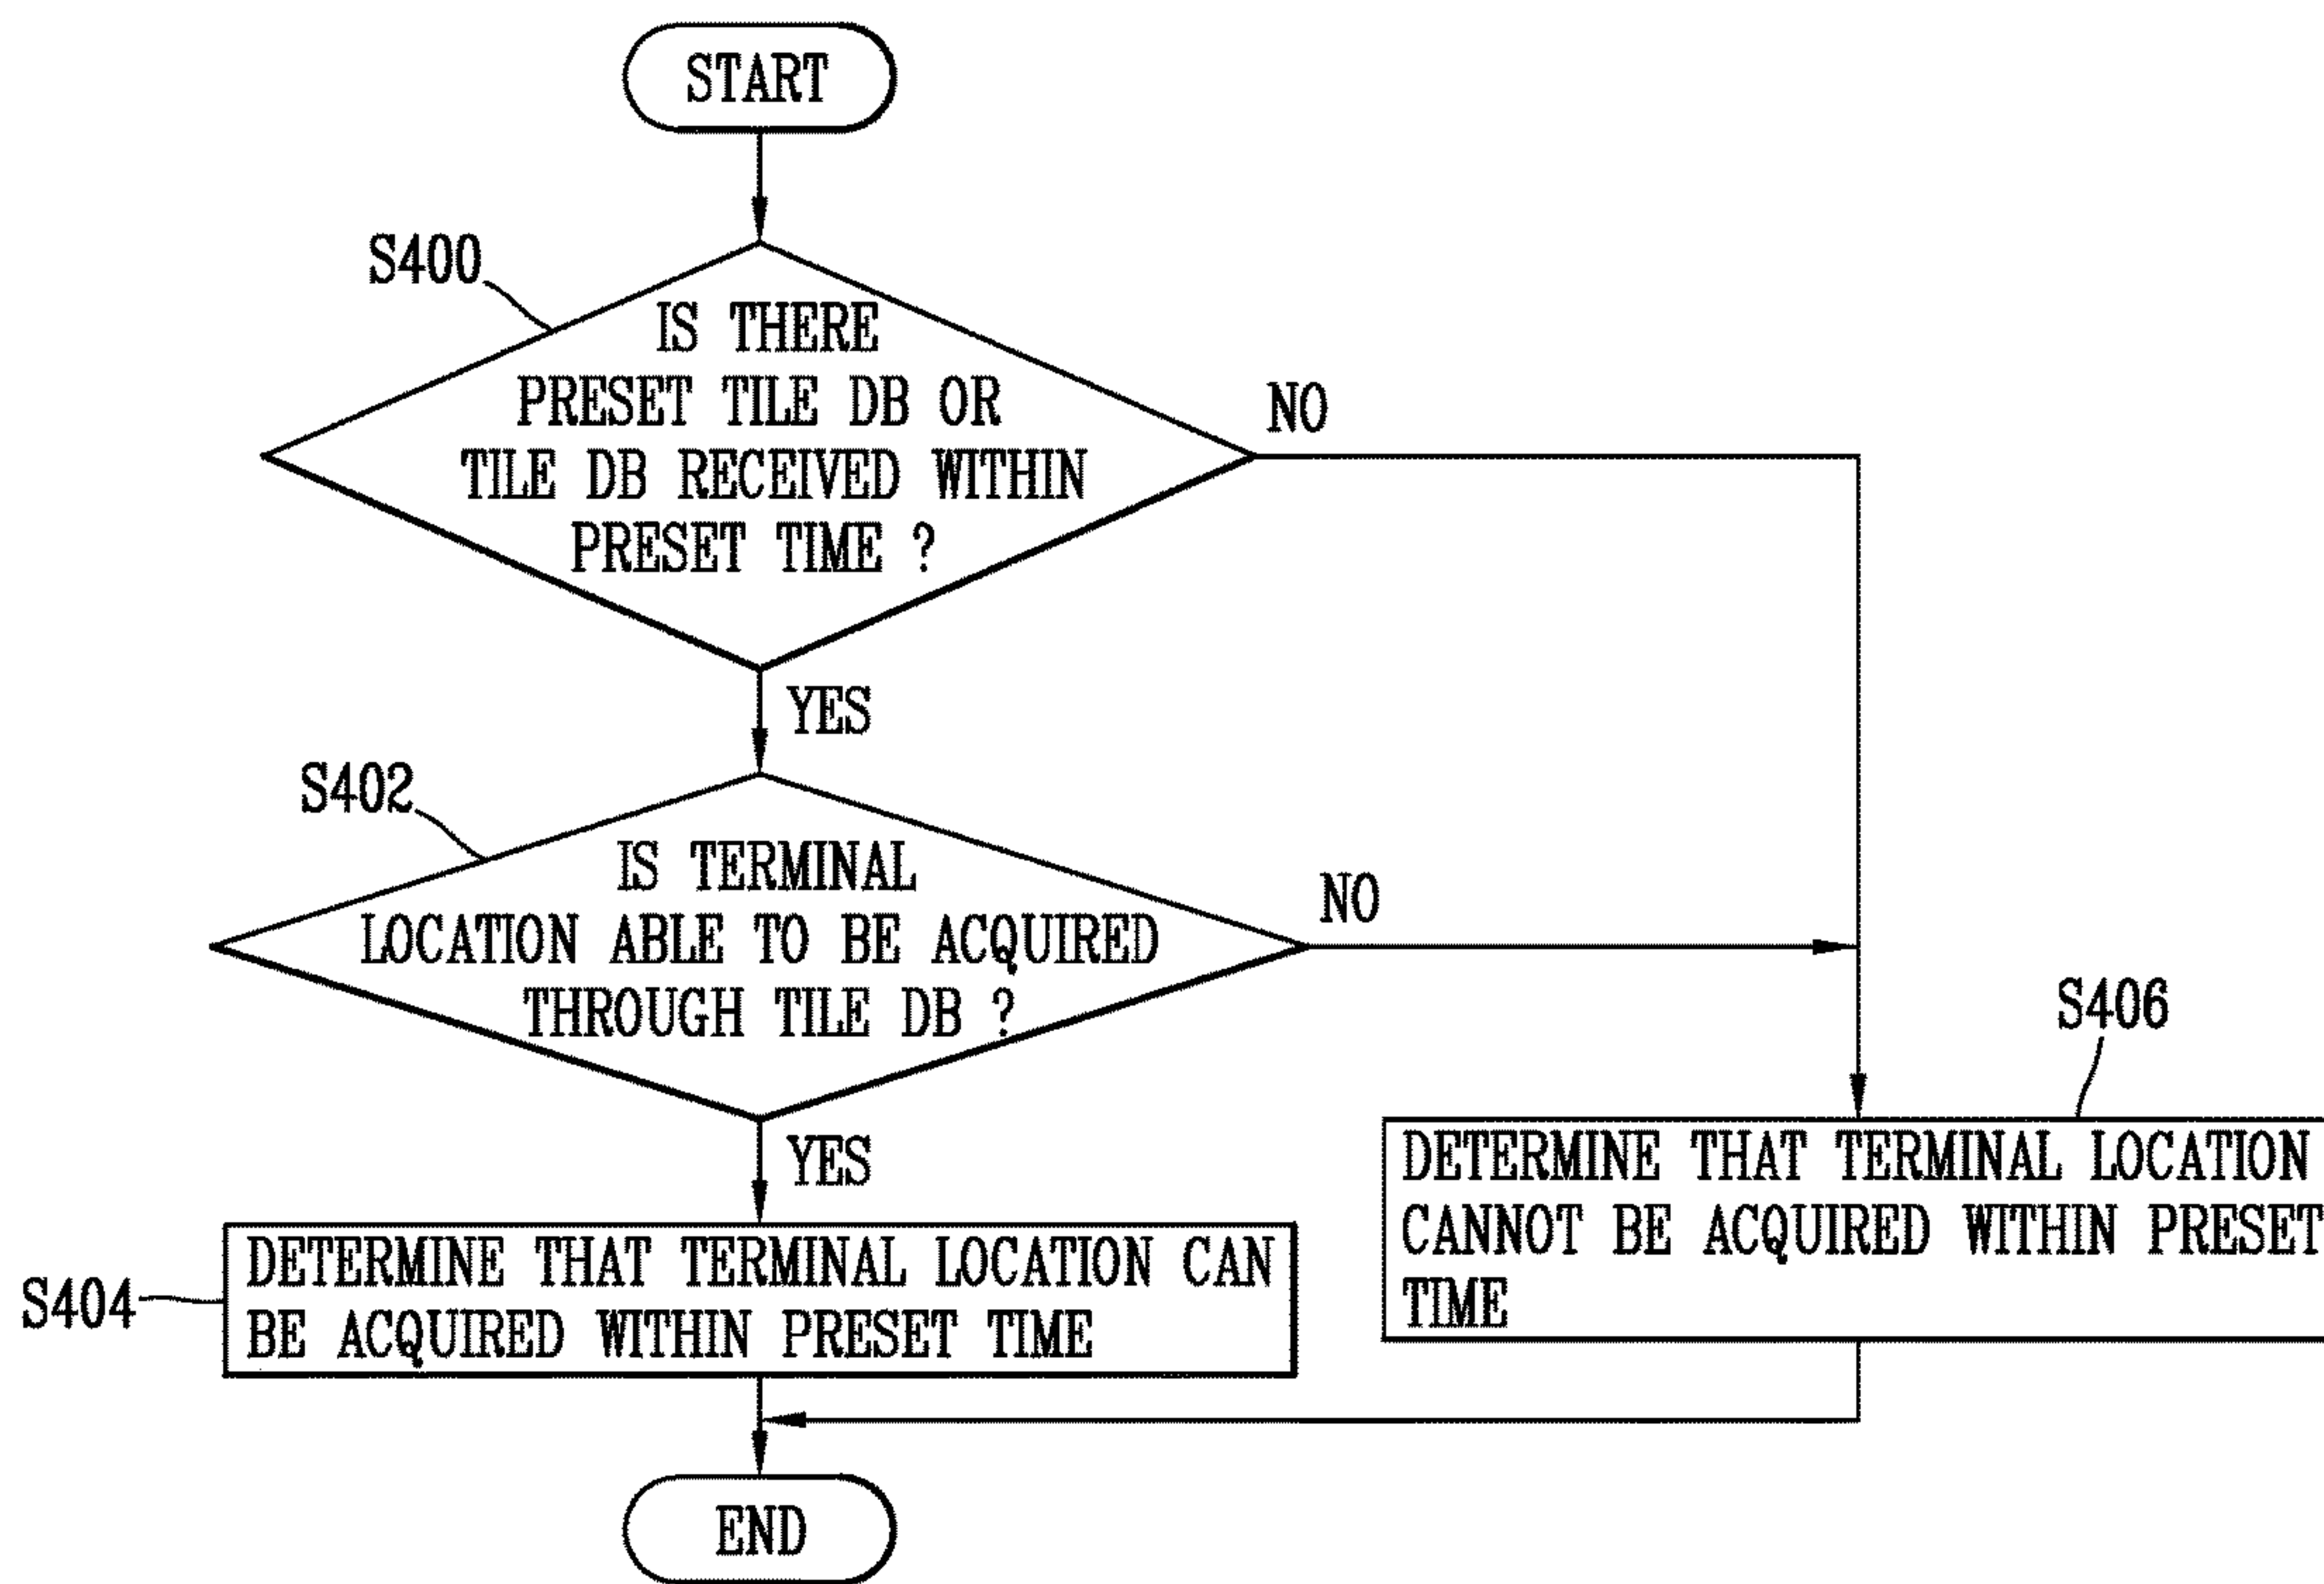 START
S400
IS THERE
PRESET TILE DB OR
TILE DB RECEIVED WITHIN
PRESET TIME ?
NO
YES
S402
IS TERMINAL
LOCATION ABLE TO BE ACQUIRED
THROUGH TILE DB ?
NO
YES
S404
DETERMINE THAT TERMINAL LOCATION CAN
BE ACQUIRED WITHIN PRESET TIME
S406
DETERMINE THAT TERMINAL LOCATION
CANNOT BE ACQUIRED WITHIN PRESET
TIME
END